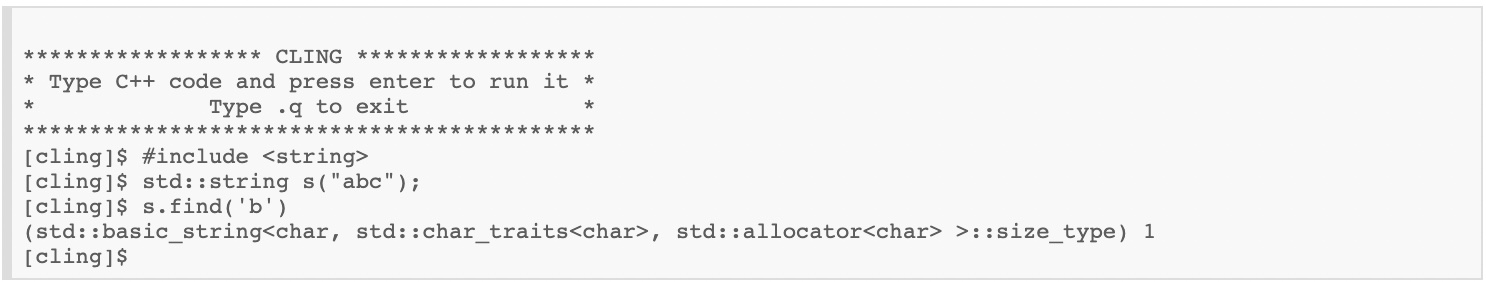 ****************** CLING ******************
* Type C++ code and press enter to run it *
*             Type .q to exit             *
*******************************************
[cling]$ #include <string>
[cling]$ std::string s("abc");
[cling]$ s.find('b')
(std::basic_string<char, std::char_traits<char>, std::allocator<char> >::size_type) 1
[cling]$